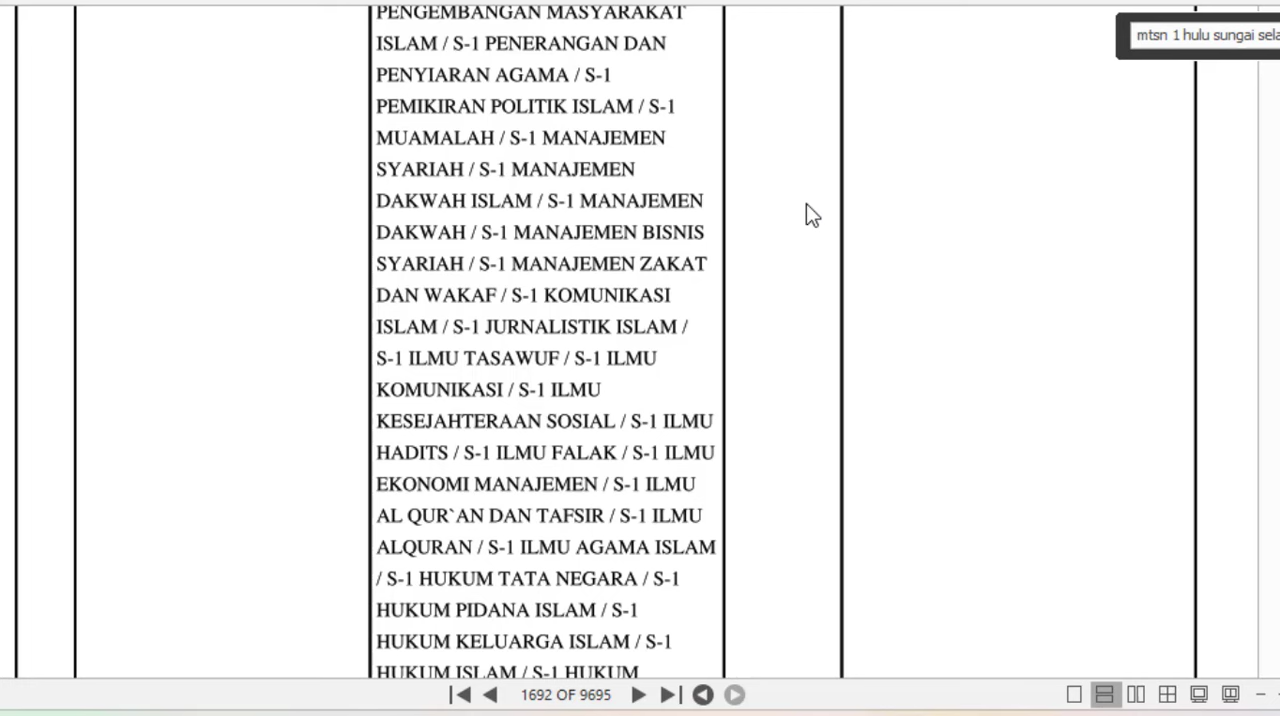 PENGEMBANGAN MASYARAKAT
ISLAM / S-1 PENERANGAN DAN
PENYIARAN AGAMA / S-1
PEMIKIRAN POLITIK ISLAM / S-1
MUAMALAH / S-1 MANAJEMEN
SYARIAH / S-1 MANAJEMEN
DAKWAH ISLAM / S-1 MANAJEMEN
DAKWAH / S-1 MANAJEMEN BISNIS
SYARIAH / S-1 MANAJEMEN ZAKAT
DAN WAKAF / S-1 KOMUNIKASI
ISLAM / S-1 JURNALISTIK ISLAM /
S-1 ILMU TASAWUF / S-1 ILMU
KOMUNIKASI / S-1 ILMU
KESEJAHTERAAN SOSIAL / S-1 ILMU
HADITS / S-1 ILMU FALAK / S-1 ILMU
EKONOMI MANAJEMEN / S-1 ILMU
AL QUR`AN DAN TAFSIR / S-1 ILMU
ALQURAN / S-1 ILMU AGAMA ISLAM
/ S-1 HUKUM TATA NEGARA / S-1
HUKUM PIDANA ISLAM / S-1
HUKUM KELUARGA ISLAM / S-1
HUKUM ISLAM / S-1 HUKUM
mtsn 1 hulu sungai sela
1692 OF 9695